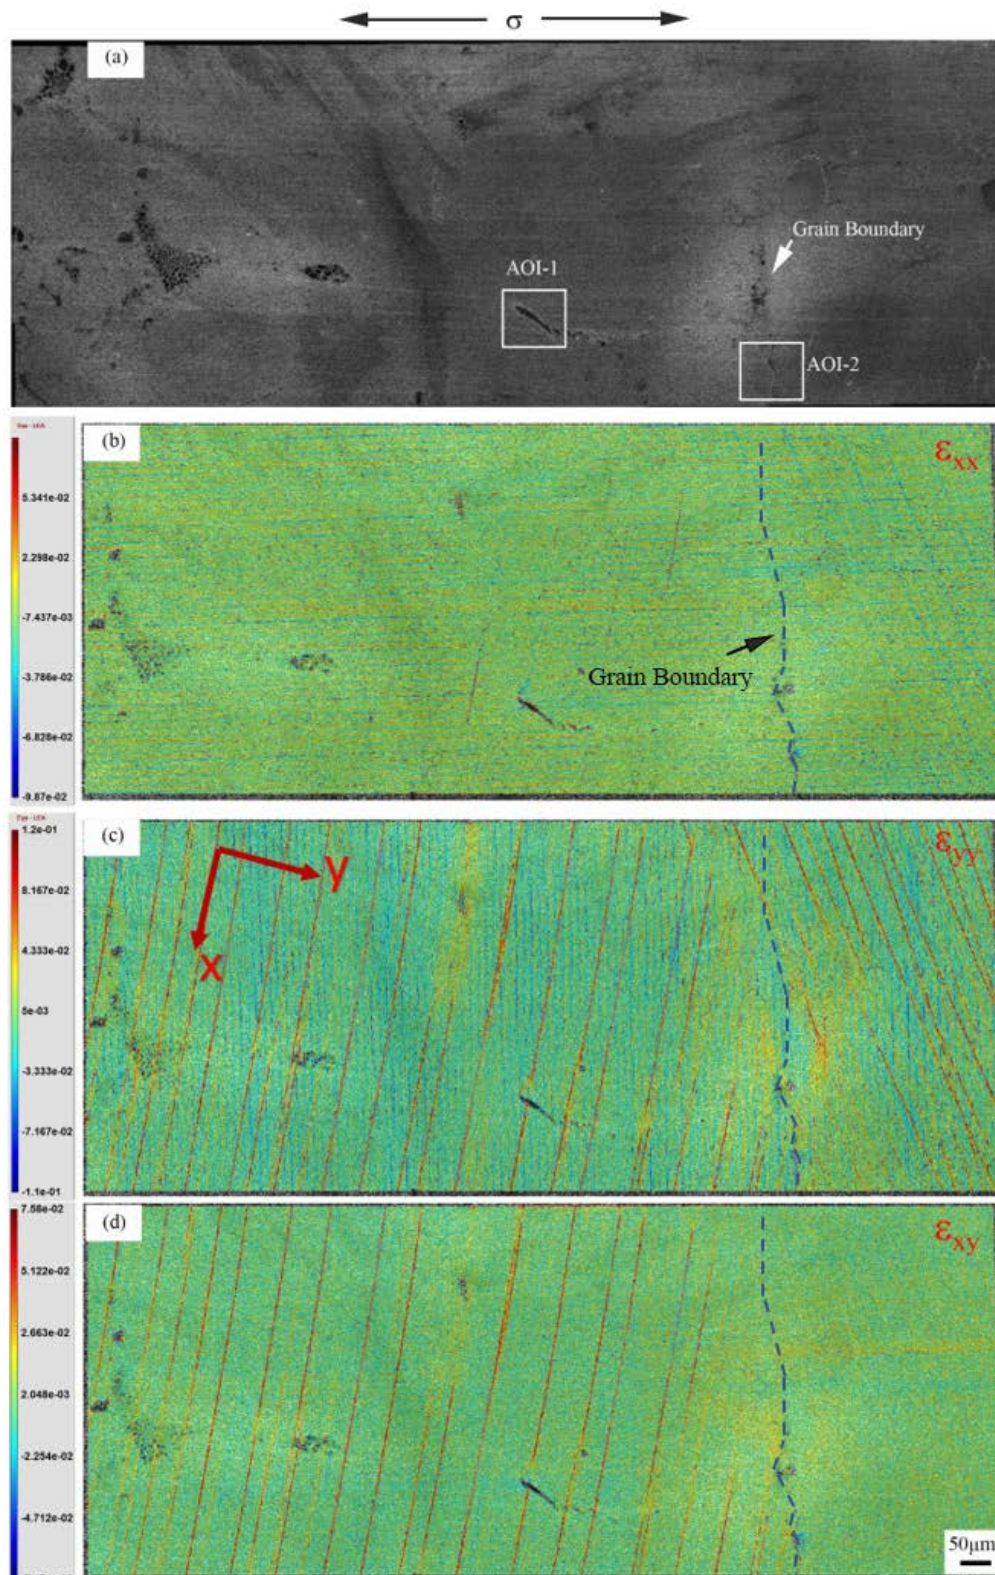 σ
(a)
Grain Boundary
AOI-1
AOI-2
(b)
εxx
5.341e-02
2.298e-02
-7.437e-03
-3.786e-02
-6.828e-02
-9.87e-02
Grain Boundary
1.2e-01
(c)
εyy
8.167e-02
y
4.333e-02
x
5e-03
-3.333e-02
-7.167e-02
-1.1e-01
7.58e-02
(d)
εxy
5.122e-02
2.663e-02
2.048e-03
-2.254e-02
-4.712e-02
50μm